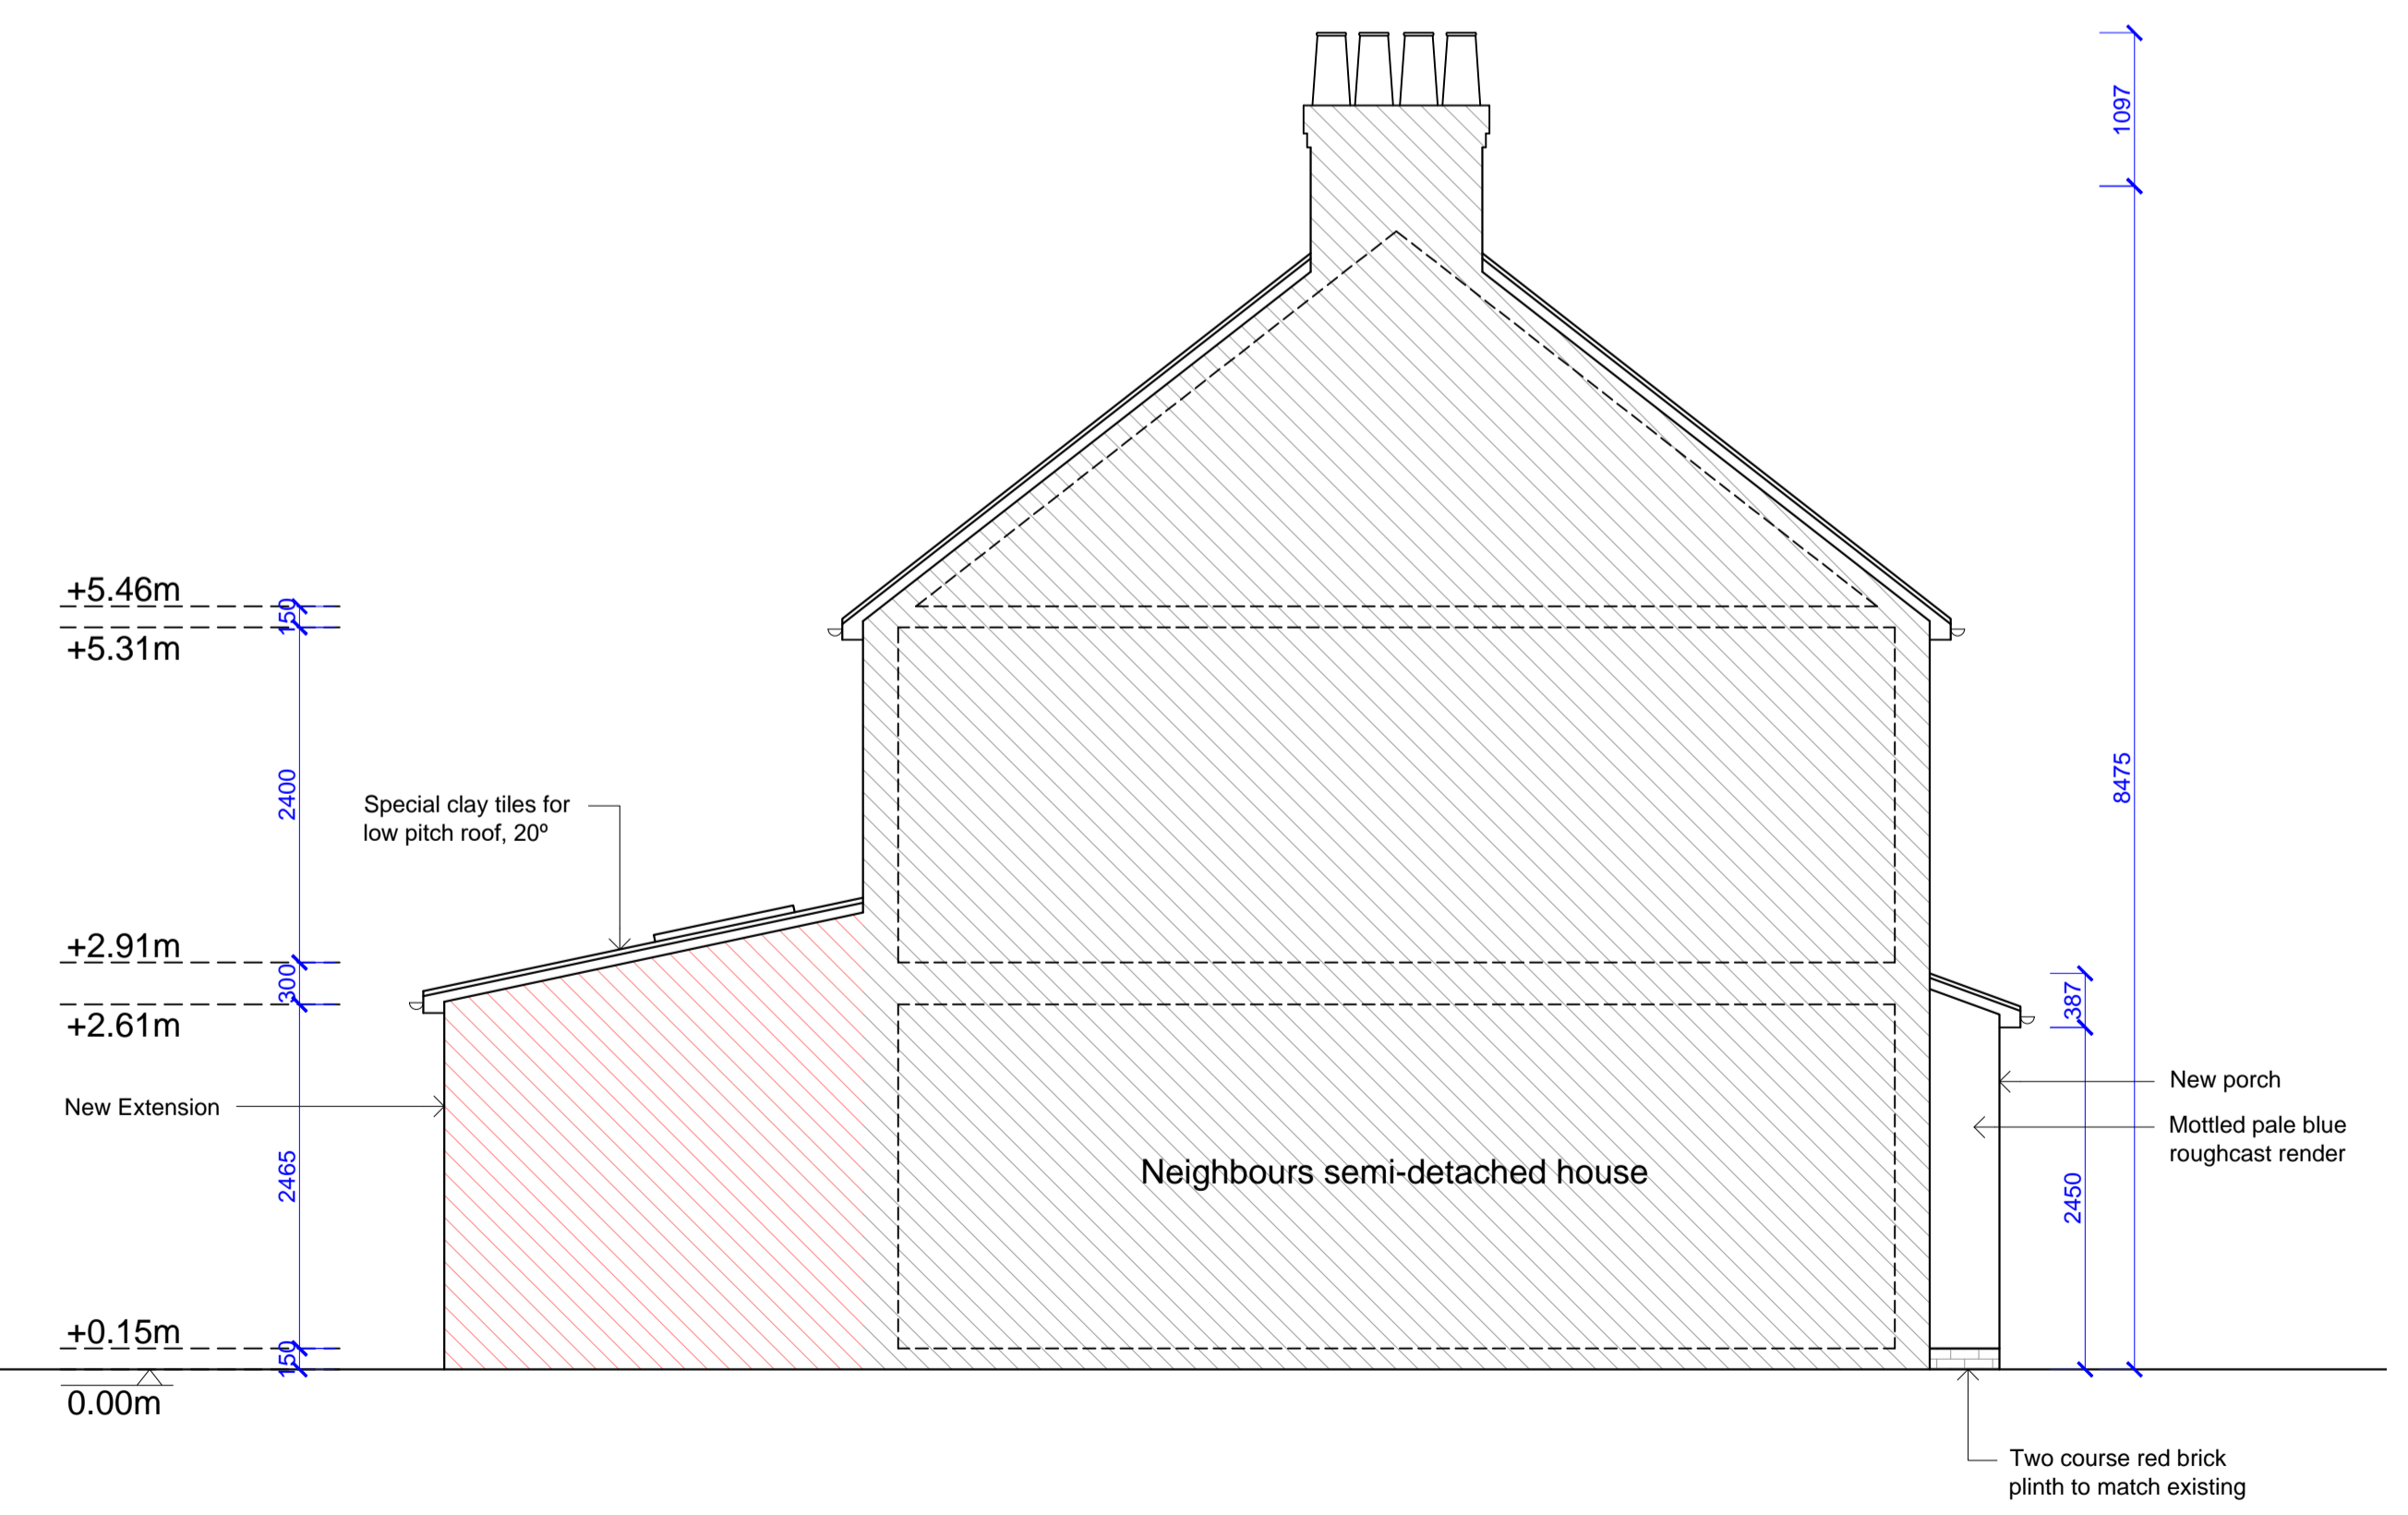 1097
+5.46m
150
+5.31m
8475
2400
Special clay tiles for
low pitch roof, 20º
+2.91m
300
387
+2.61m
New porch
New Extension
Mottled pale blue
roughcast render
2465
Neighbours semi-detached house
2450
+0.15m
150
0.00m
Two course red brick
plinth to match existing